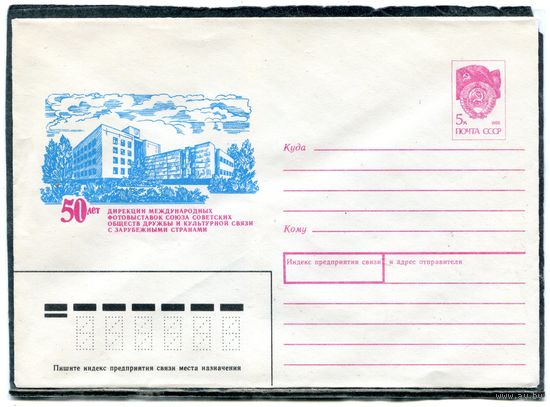 5к 1988
ПОЧТА СССР
Куда
50 ЛЕТ
ДИРЕКЦИИ МЕЖДУНАРОДНЫХ
ФОТОВЫСТАВОК СОЮЗА СОВЕТСКИХ
ОБЩЕСТВ ДРУЖБЫ И КУЛЬТУРНОЙ СВЯЗИ
С ЗАРУБЕЖНЫМИ СТРАНАМИ
Кому
Индекс предприятия связи и адрес отправителя
Пишите индекс предприятия связи места назначения